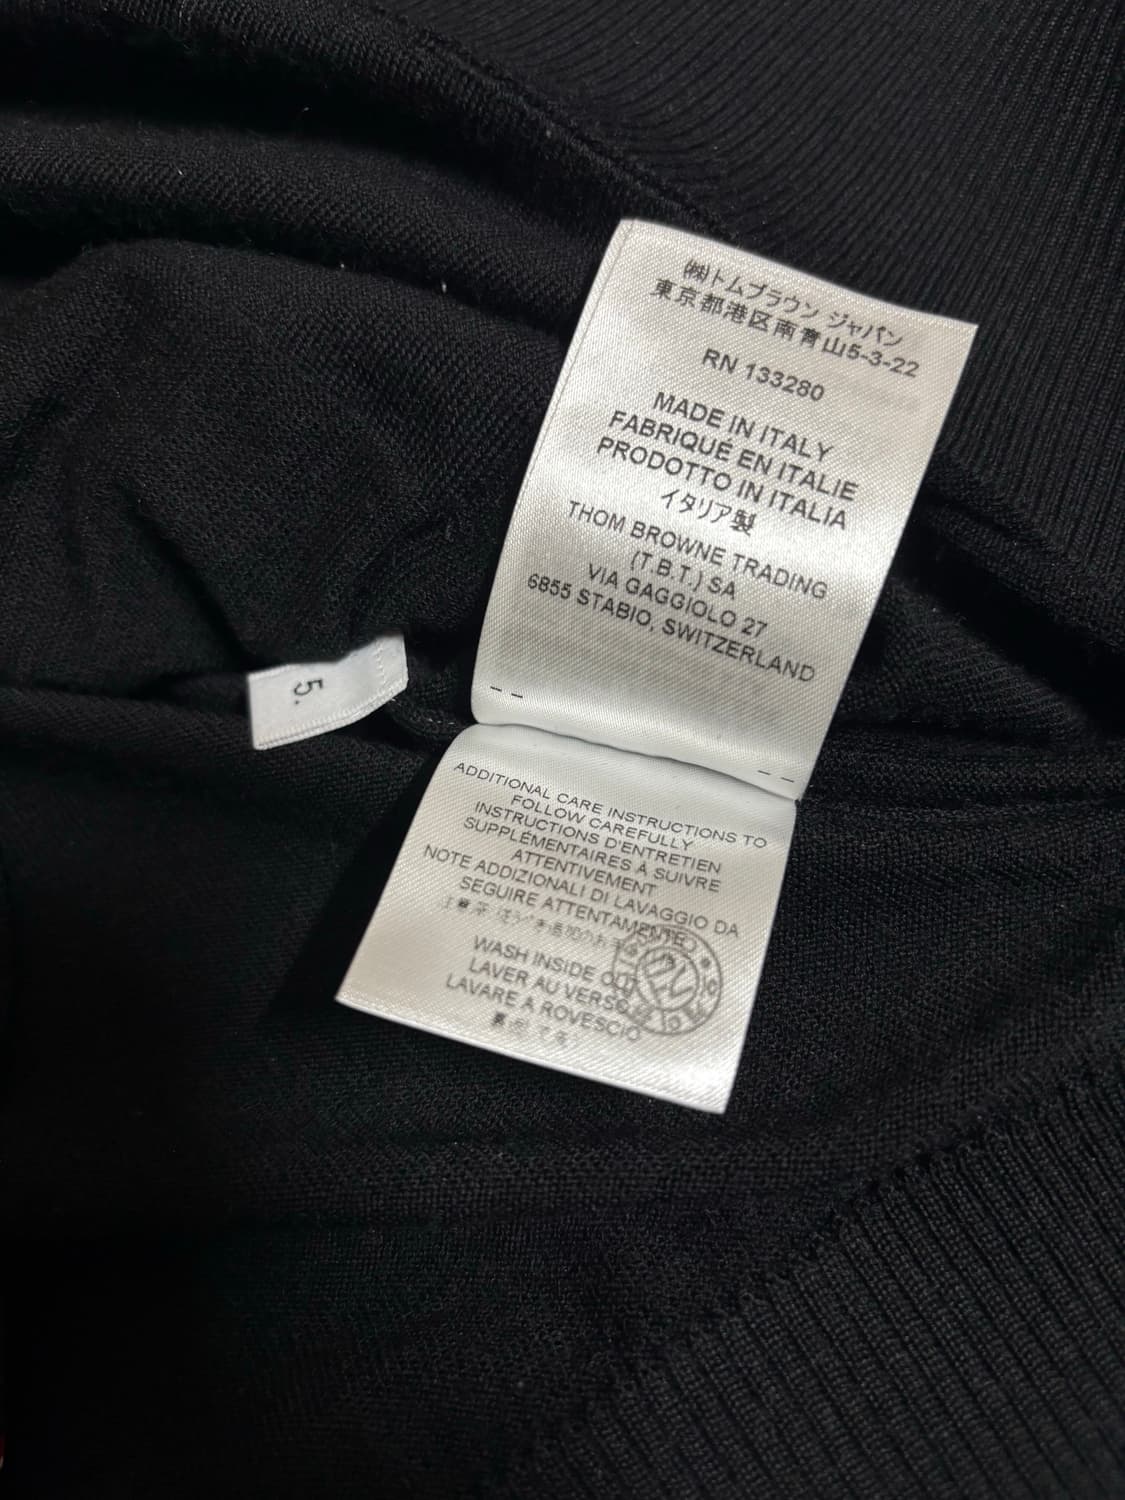 ㈱トムブラウン ジャパン
東京都港区南青山5-3-22
RN 133280
MADE IN ITALY
FABRIQUÉ EN ITALIE
PRODOTTO IN ITALIA
イタリア製
THOM BROWNE TRADING
(T.B.T.) SA
VIA GAGGIOLO 27
6855 STABIO, SWITZERLAND
5.
ADDITIONAL CARE INSTRUCTIONS TO
FOLLOW CAREFULLY
INSTRUCTIONS D'ENTRETIEN
SUPPLÉMENTAIRES À SUIVRE
ATTENTIVEMENT
NOTE ADDIZIONALI DI LAVAGGIO DA
SEGUIRE ATTENTAMENTE
WASH INSIDE OUT
LAVER AU VERSO
LAVARE A ROVESCIO